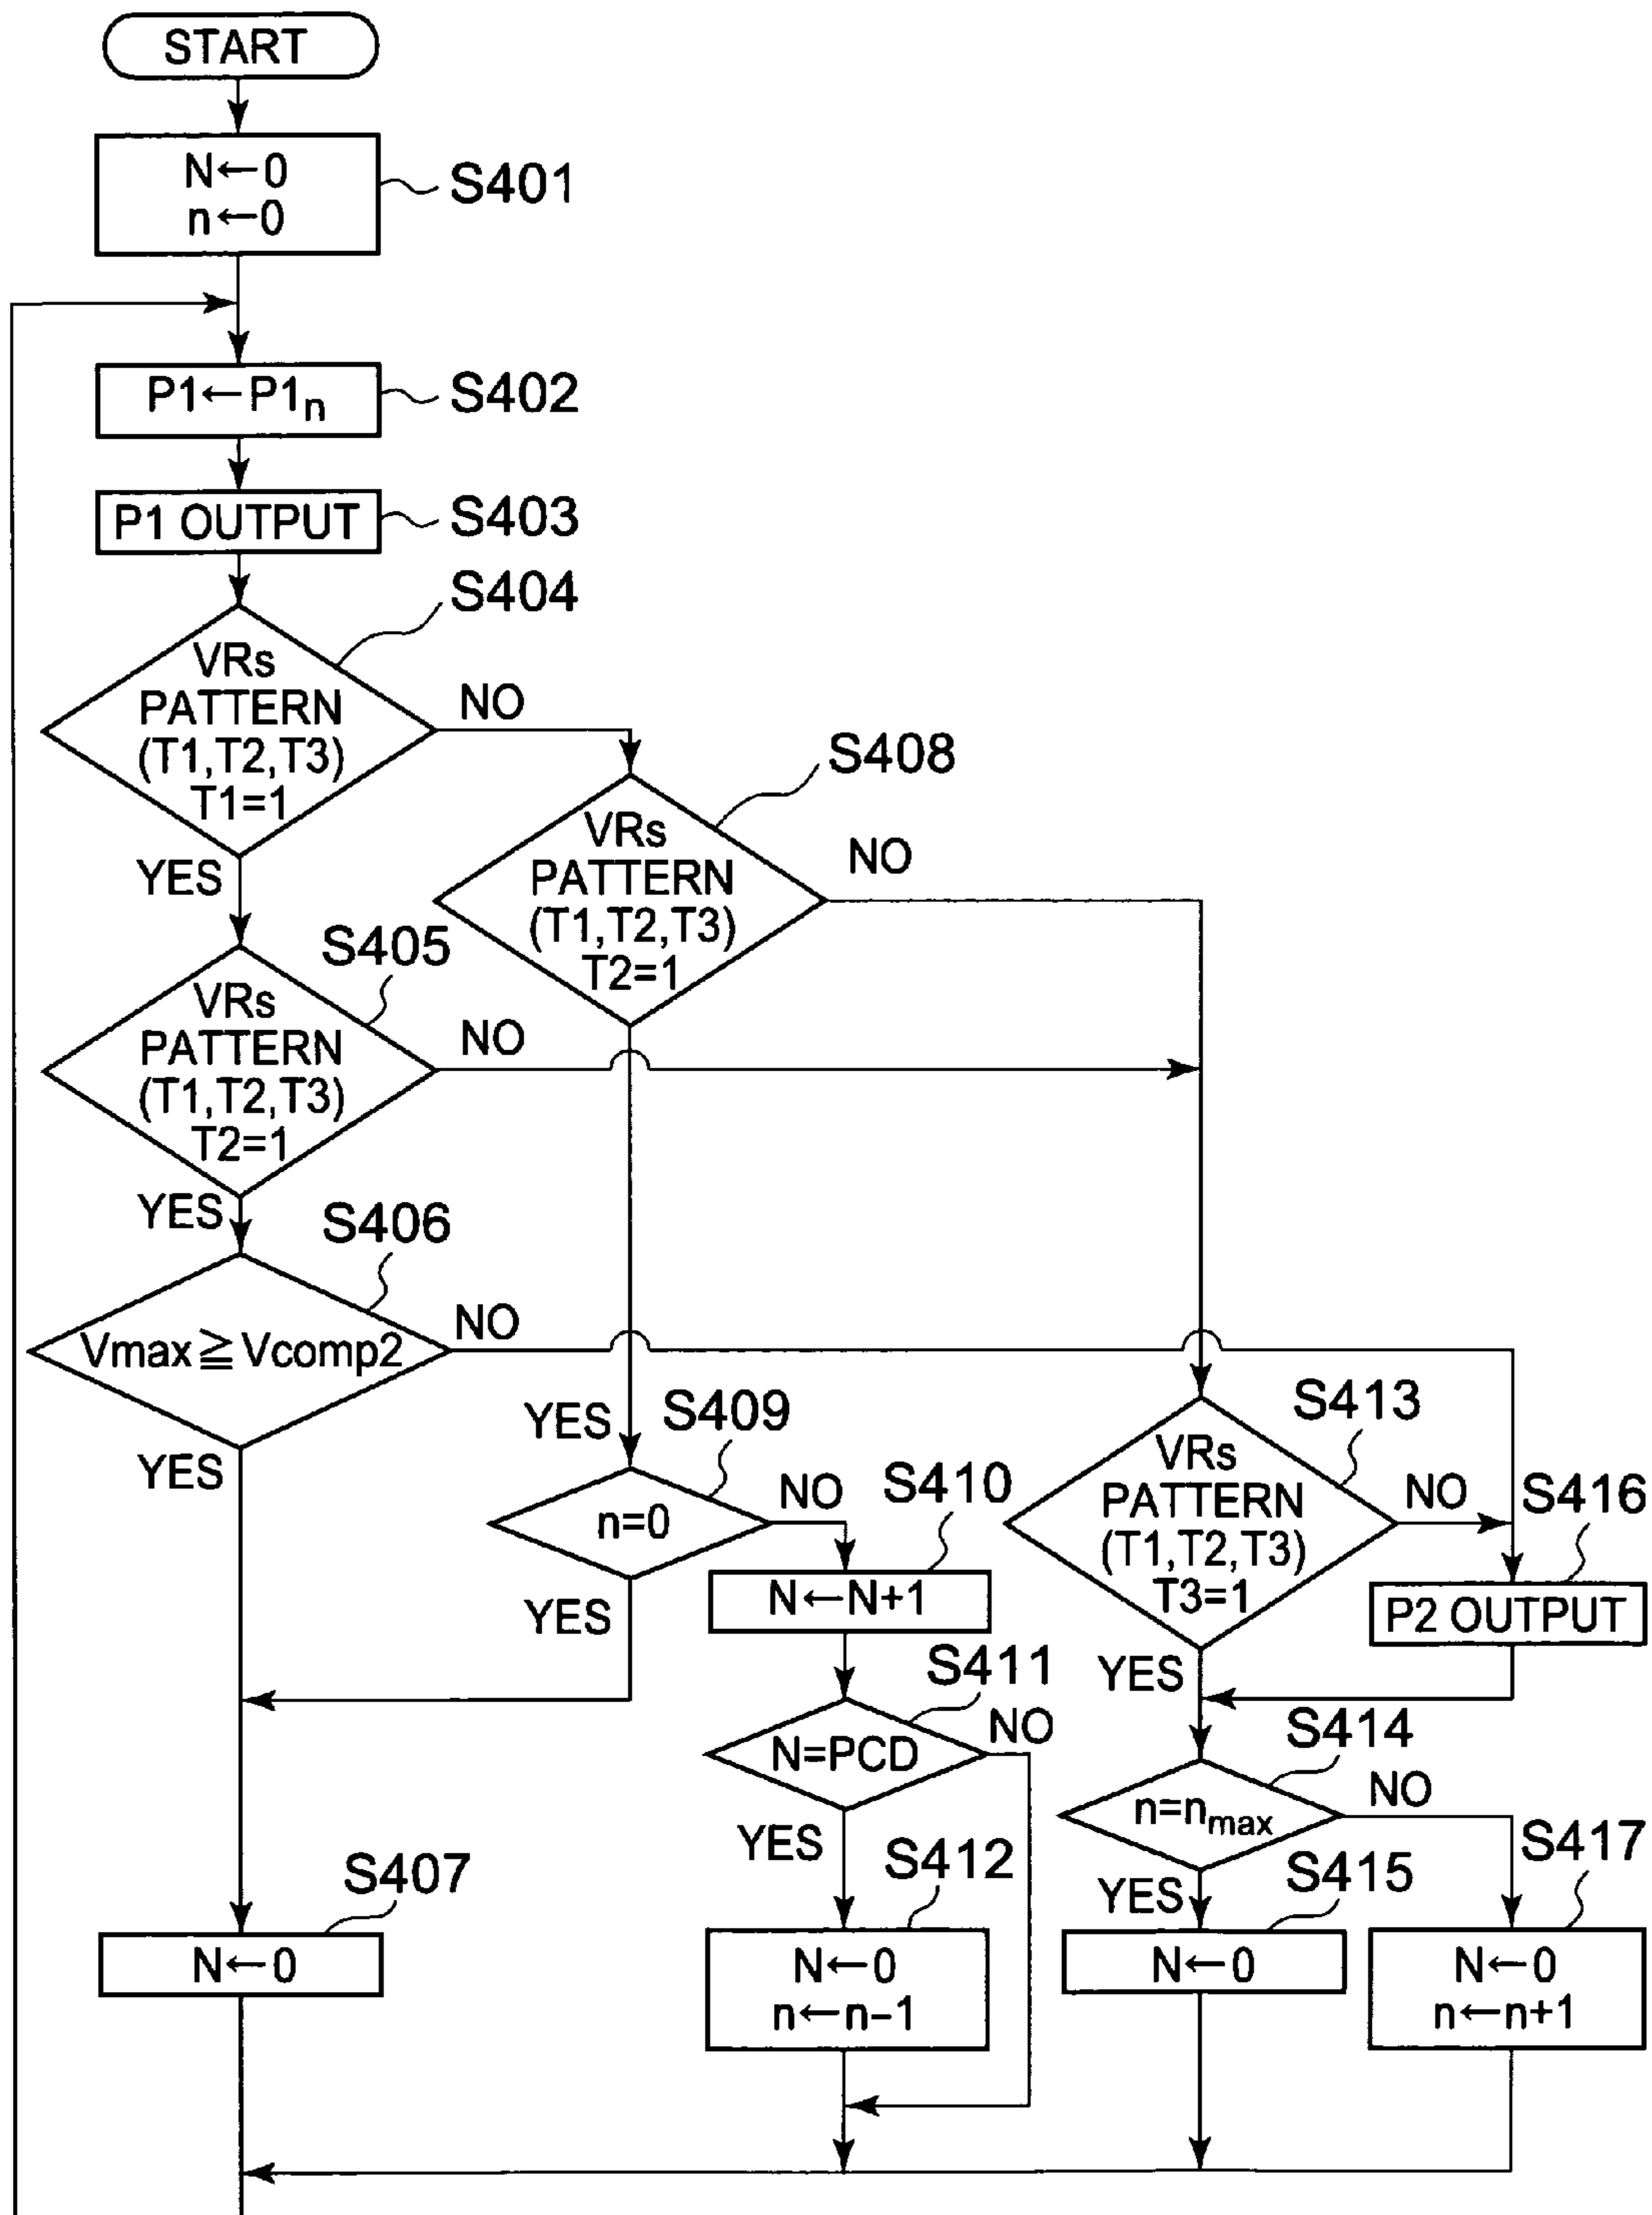 START
N←0
n←0
S401
P1←P1n
S402
P1 OUTPUT
S403
S404
VRs
PATTERN
(T1,T2,T3)
T1=1
NO
YES
S408
VRs
PATTERN
(T1,T2,T3)
T2=1
NO
S405
VRs
PATTERN
(T1,T2,T3)
T2=1
NO
YES
S406
Vmax≧Vcomp2
NO
YES
YES
S409
n=0
NO
YES
S410
N←N+1
S411
N=PCD
NO
YES
S412
N←0
n←n−1
S413
VRs
PATTERN
(T1,T2,T3)
T3=1
NO
YES
S416
P2 OUTPUT
S414
n=nmax
NO
YES
S407
N←0
S415
N←0
S417
N←0
n←n+1